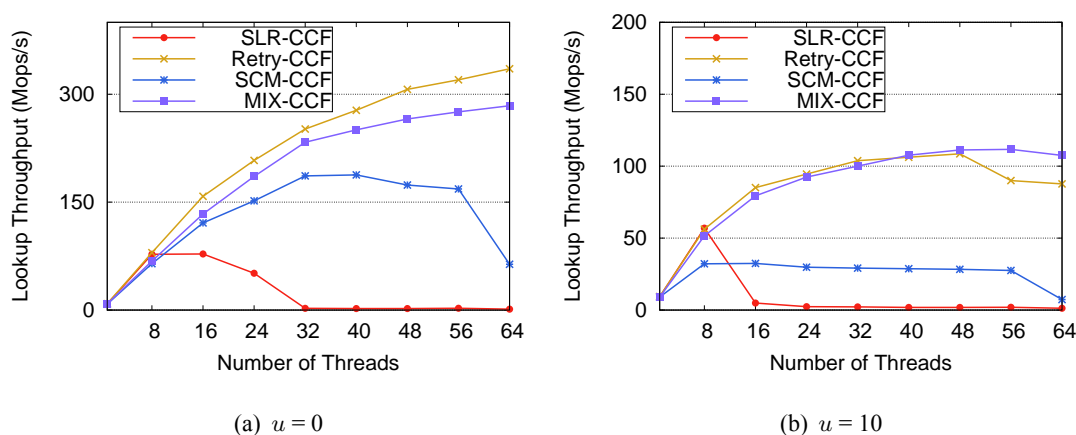 SLR-CCF
Retry-CCF
SCM-CCF
MIX-CCF
Lookup Throughput (Mops/s)
300
150
0
8 16 24 32 40 48 56 64
Number of Threads
(a) u = 0
200
SLR-CCF
Retry-CCF
SCM-CCF
MIX-CCF
Lookup Throughput (Mops/s)
150
100
50
0
8 16 24 32 40 48 56 64
Number of Threads
(b) u = 10